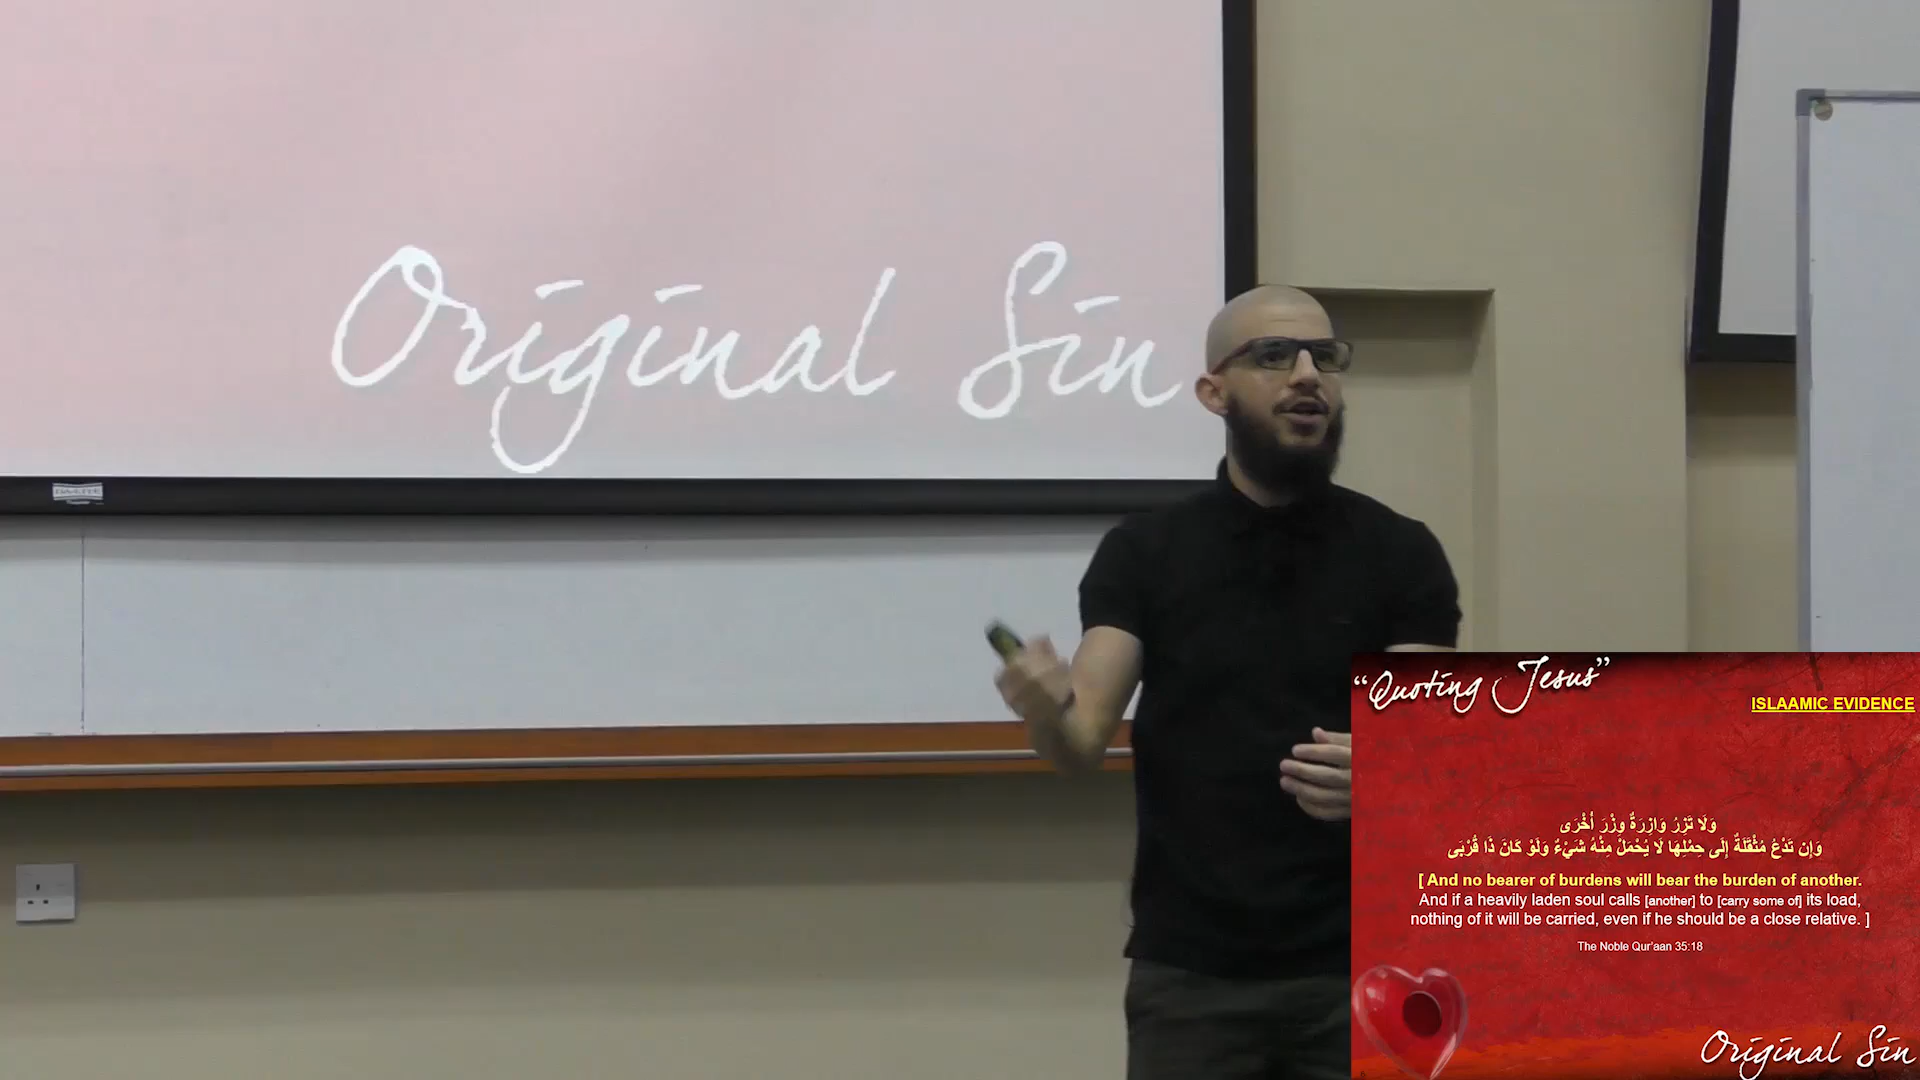 Original Sin
DA-LITE
“Quoting Jesus”
ISLAAMIC EVIDENCE
وَلَا تَزِرُ وَازِرَةٌ وِزْرَ أُخْرَى
وَإِن تَدْعُ مُثْقَلَةٌ إِلَى حِمْلِهَا لَا يُحْمَلْ مِنْهُ شَيْءٌ وَلَوْ كَانَ ذَا قُرْبَى
[ And no bearer of burdens will bear the burden of another.
And if a heavily laden soul calls [another] to [carry some of] its load,
nothing of it will be carried, even if he should be a close relative. ]
The Noble Qur'aan 35:18
Original Sin